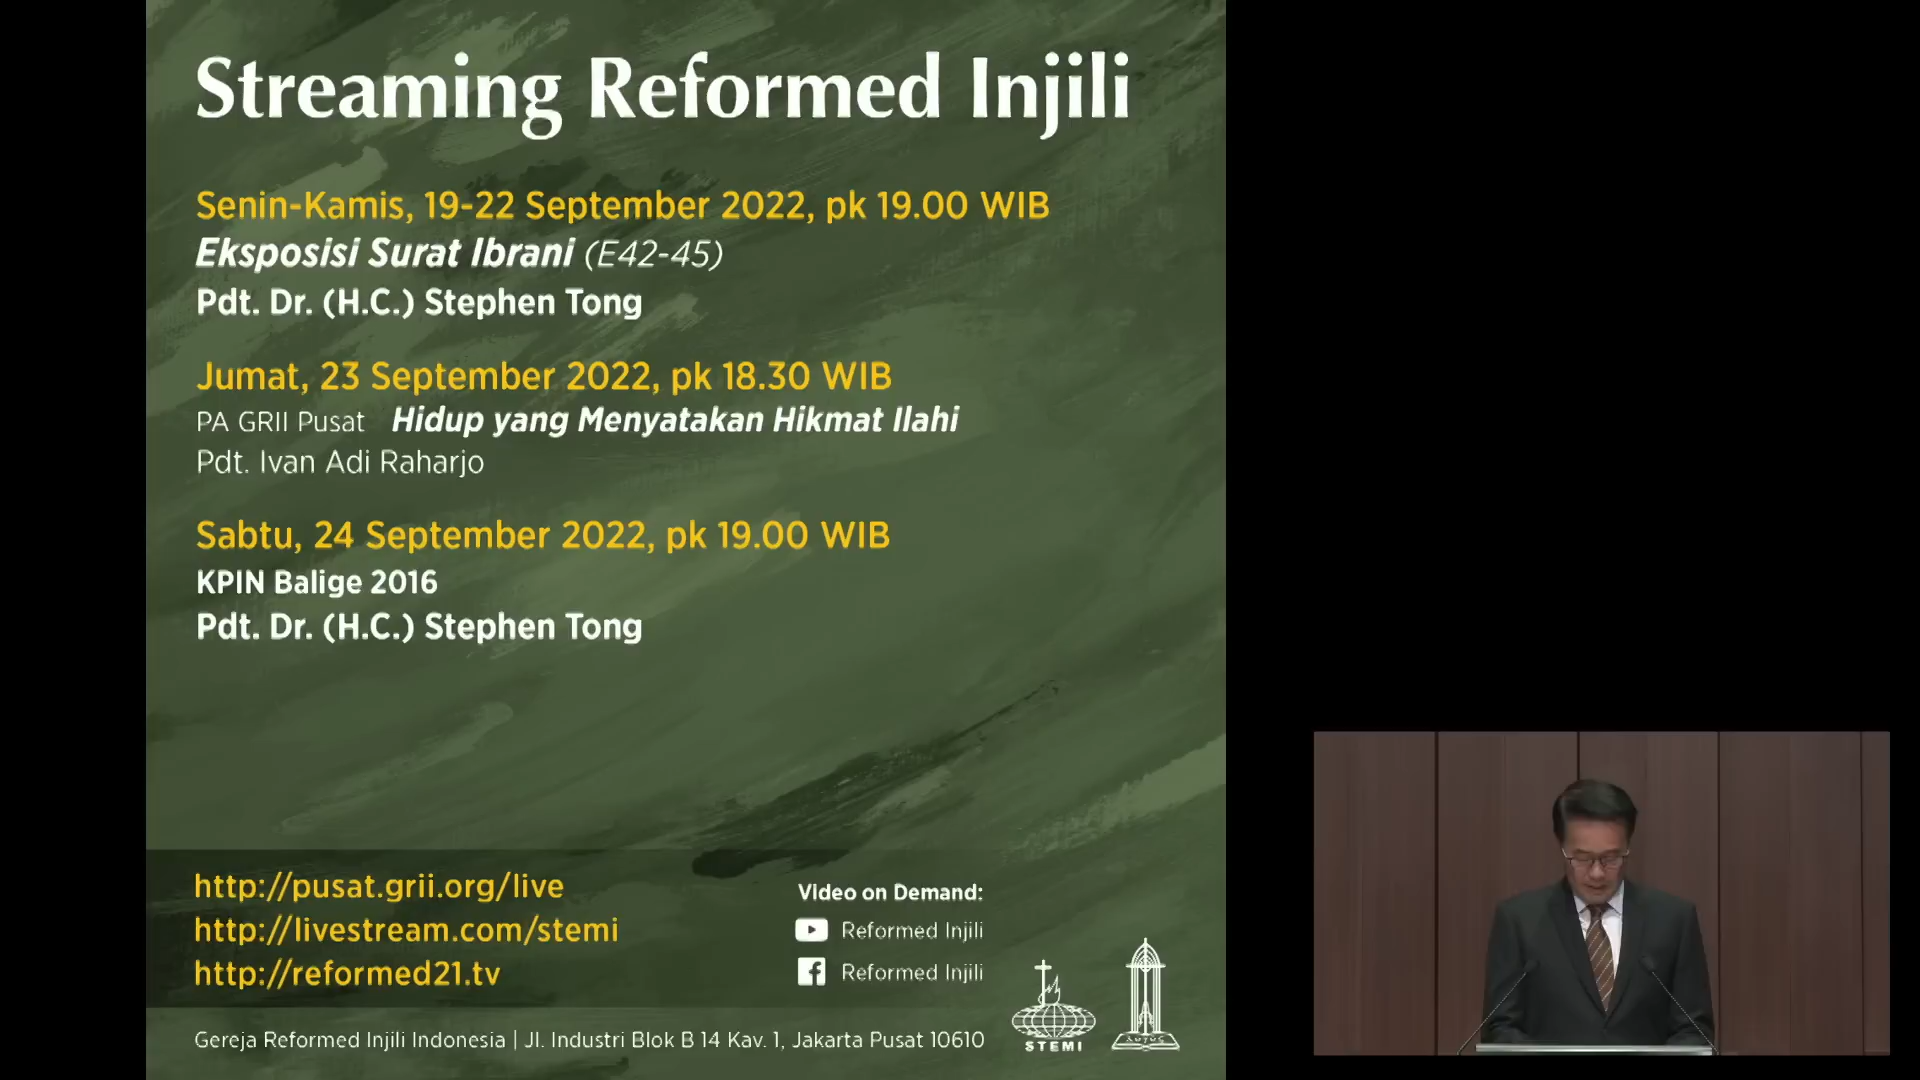 Streaming Reformed Injili
Senin-Kamis, 19-22 September 2022, pk 19.00 WIB
Eksposisi Surat Ibrani (E42-45)
Pdt. Dr. (H.C.) Stephen Tong
Jumat, 23 September 2022, pk 18.30 WIB
PA GRII Pusat Hidup yang Menyatakan Hikmat Ilahi
Pdt. Ivan Adi Raharjo
Sabtu, 24 September 2022, pk 19.00 WIB
KPIN Balige 2016
Pdt. Dr. (H.C.) Stephen Tong
http://pusat.grii.org/live
http://livestream.com/stemi
http://reformed21.tv
Video on Demand:
Reformed Injili
Reformed Injili
STEMI
Gereja Reformed Injili Indonesia | Jl. Industri Blok B 14 Kav. 1, Jakarta Pusat 10610